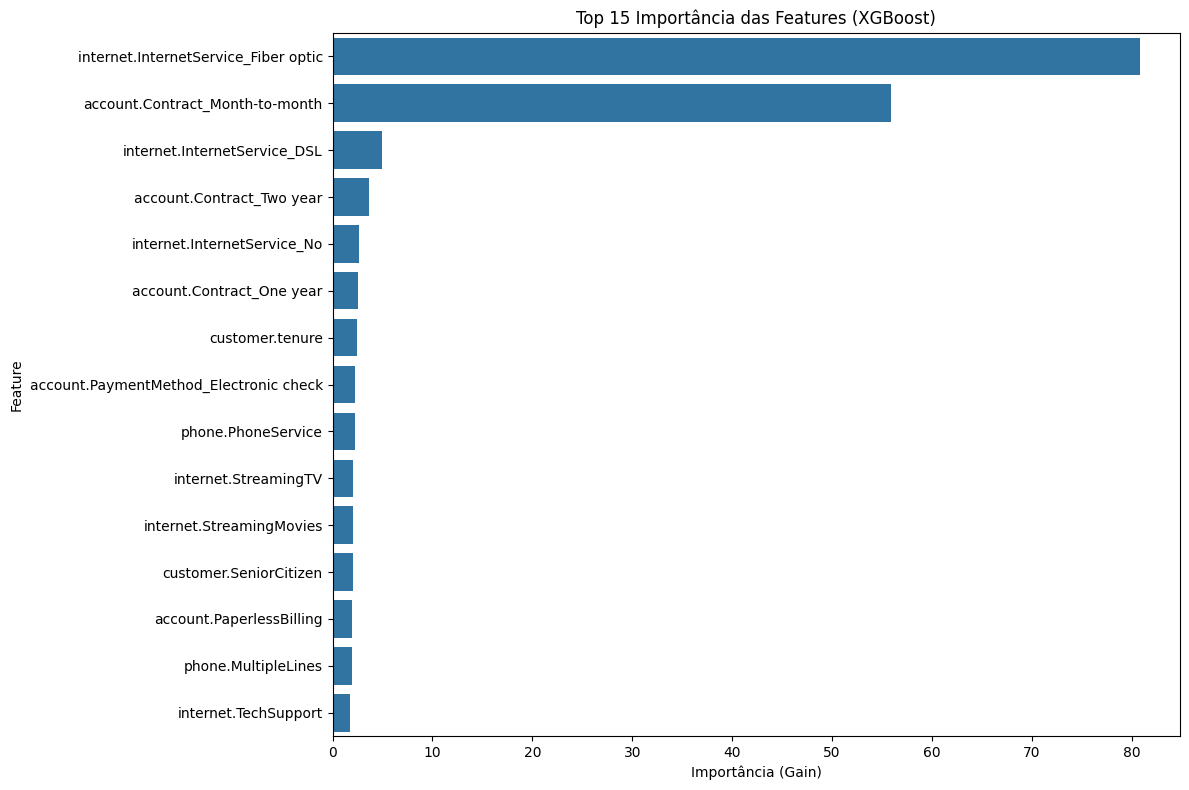 Top 15 Importância das Features (XGBoost)
Feature
internet.InternetService_Fiber optic
account.Contract_Month-to-month
internet.InternetService_DSL
account.Contract_Two year
internet.InternetService_No
account.Contract_One year
customer.tenure
account.PaymentMethod_Electronic check
phone.PhoneService
internet.StreamingTV
internet.StreamingMovies
customer.SeniorCitizen
account.PaperlessBilling
phone.MultipleLines
internet.TechSupport
0 10 20 30 40 50 60 70 80
Importância (Gain)